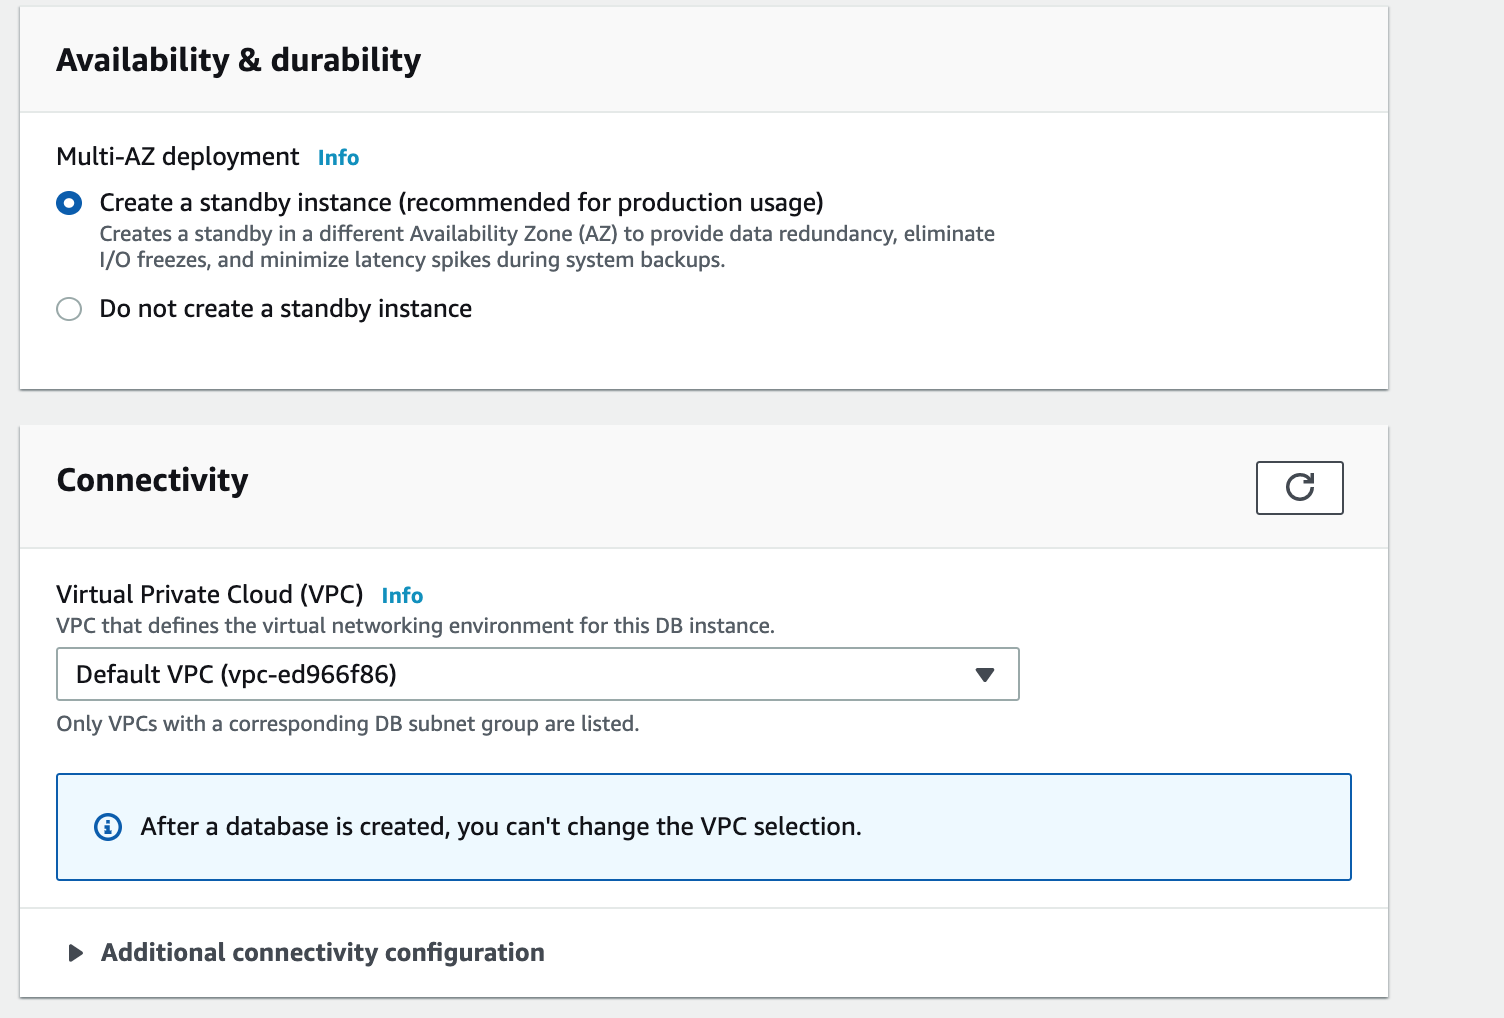 Availability & durability
Multi-AZ deployment Info
Create a standby instance (recommended for production usage)
Creates a standby in a different Availability Zone (AZ) to provide data redundancy, eliminate
I/O freezes, and minimize latency spikes during system backups.
Do not create a standby instance
Connectivity
Virtual Private Cloud (VPC) Info
VPC that defines the virtual networking environment for this DB instance.
Default VPC (vpc-ed966f86)
Only VPCs with a corresponding DB subnet group are listed.
After a database is created, you can't change the VPC selection.
Additional connectivity configuration